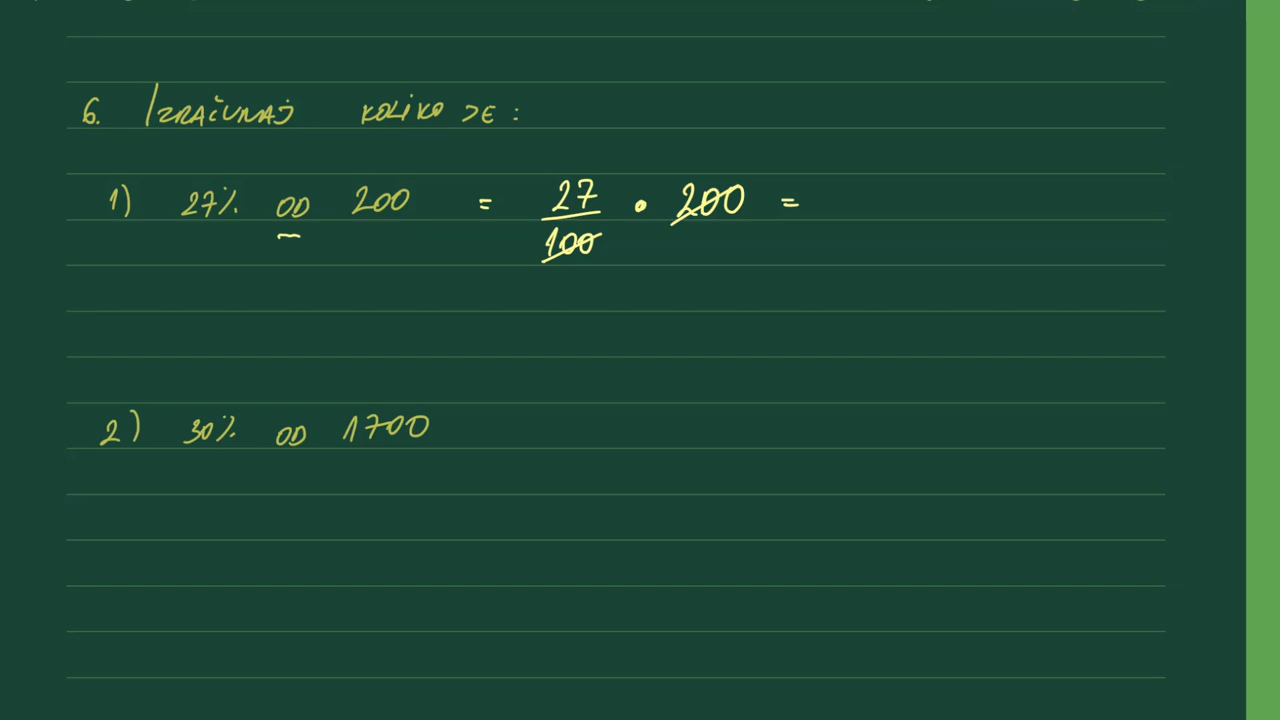 6. IZRAČUNAJ KOLIKO JE :
1) 27% OD 200 = 27/100 • 200 =
2) 30% OD 1700